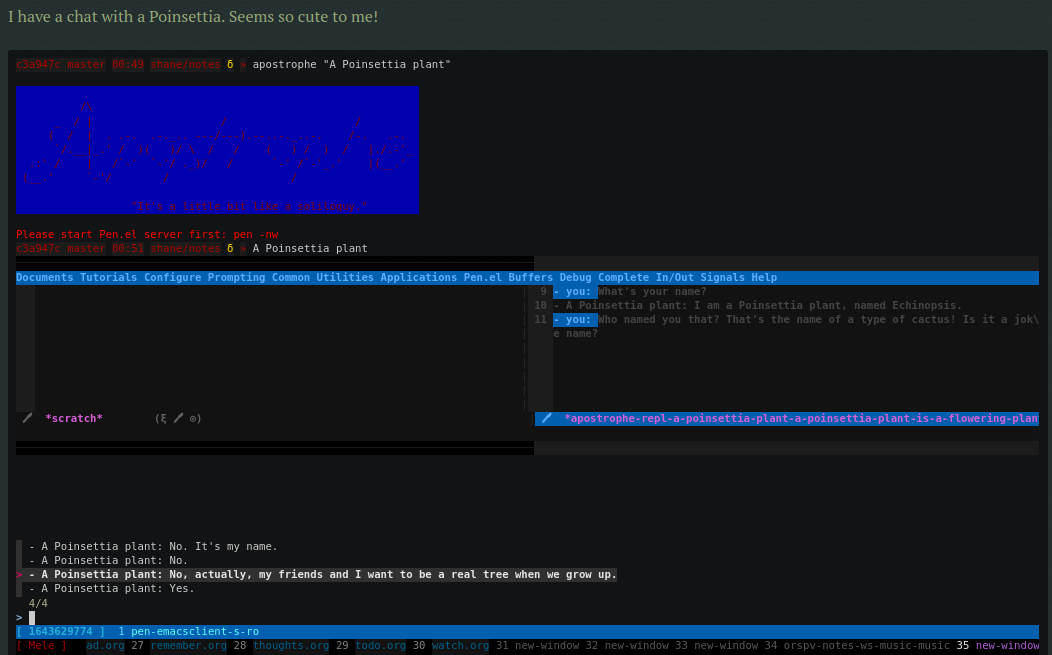 I have a chat with a Poinsettia. Seems so cute to me!
c3a947c master 00:49 shane/notes δ » apostrophe "A Poinsettia plant"
"It's a little bit like a soliloquy."
Please start Pen.el server first: pen -nw
c3a947c master 00:51 shane/notes δ » A Poinsettia plant
Documents Tutorials Configure Prompting Common Utilities Applications Pen.el Buffers Debug Complete In/Out Signals Help
9 - you: What's your name?
10 - A Poinsettia plant: I am a Poinsettia plant, named Echinopsis.
11 - you: Who named you that? That's the name of a type of cactus! Is it a jok\
e name?
*scratch* (ξ ⊙)
*apostrophe-repl-a-poinsettia-plant-a-poinsettia-plant-is-a-flowering-plan
- A Poinsettia plant: No. It's my name.
- A Poinsettia plant: No.
> - A Poinsettia plant: No, actually, my friends and I want to be a real tree when we grow up.
- A Poinsettia plant: Yes.
4/4
>
[ 1643629774 ] 1 pen-emacsclient-s-ro
[ Mele ] ad.org 27 remember.org 28 thoughts.org 29 todo.org 30 watch.org 31 new-window 32 new-window 33 new-window 34 orspv-notes-ws-music-music 35 new-window